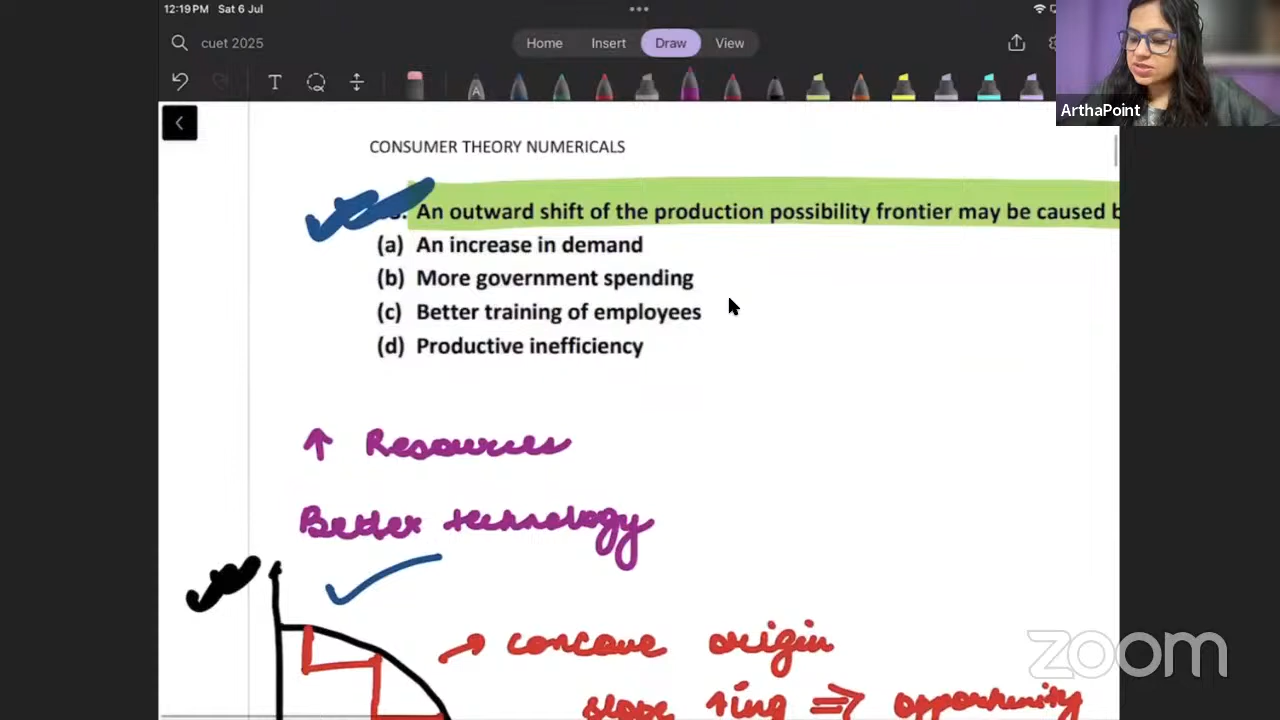 12:19 PM Sat 6 Jul
cuet 2025
Home Insert Draw View
T
A
ArthaPoint
CONSUMER THEORY NUMERICALS
An outward shift of the production possibility frontier may be caused b
(a) An increase in demand
(b) More government spending
(c) Better training of employees
(d) Productive inefficiency
↑ Resources
Better technology
→ concave origin
slope ↑ing ⇒ opportunity
zoom